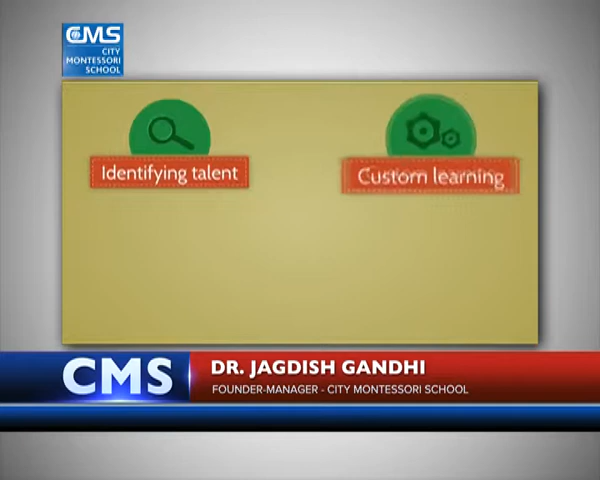 CMS
CITY
MONTESSORI
SCHOOL
Identifying talent
Custom learning
CMS
DR. JAGDISH GANDHI
FOUNDER-MANAGER - CITY MONTESSORI SCHOOL